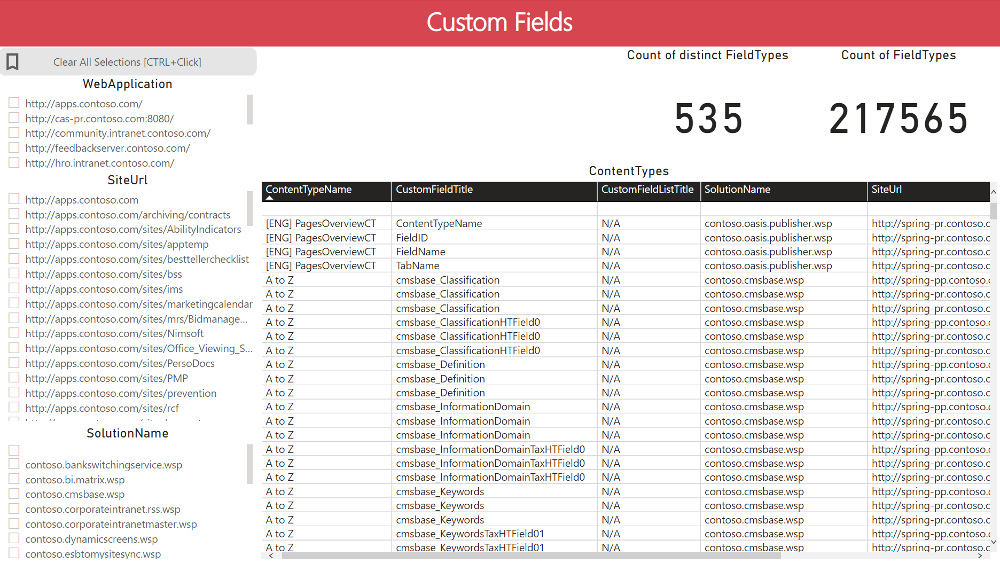 Custom Fields
Clear All Selections [CTRL+Click]
WebApplication
http://apps.contoso.com/
http://cas-pr.contoso.com:8080/
http://community.intranet.contoso.com/
http://feedbackserver.contoso.com/
http://hro.intranet.contoso.com/
SiteUrl
http://apps.contoso.com
http://apps.contoso.com/archiving/contracts
http://apps.contoso.com/sites/AbilityIndicators
http://apps.contoso.com/sites/apptemp
http://apps.contoso.com/sites/besttellerchecklist
http://apps.contoso.com/sites/bss
http://apps.contoso.com/sites/ims
http://apps.contoso.com/sites/marketingcalendar
http://apps.contoso.com/sites/mrs/Bidmanage...
http://apps.contoso.com/sites/Nimsoft
http://apps.contoso.com/sites/Office_Viewing_S...
http://apps.contoso.com/sites/PersoDocs
http://apps.contoso.com/sites/PMP
http://apps.contoso.com/sites/prevention
http://apps.contoso.com/sites/rcf
SolutionName
contoso.bankswitchingservice.wsp
contoso.bi.matrix.wsp
contoso.cmsbase.wsp
contoso.corporateintranet.rss.wsp
contoso.corporateintranetmaster.wsp
contoso.dynamicscreens.wsp
contoso.esbtomysitesync.wsp
Count of distinct FieldTypes
535
Count of FieldTypes
217565
ContentTypes
ContentTypeName CustomFieldTitle CustomFieldListTitle SolutionName SiteUrl
[ENG] PagesOverviewCT ContentTypeName N/A contoso.oasis.publisher.wsp http://spring-pr.contoso.c
[ENG] PagesOverviewCT FieldID N/A contoso.oasis.publisher.wsp http://spring-pr.contoso.c
[ENG] PagesOverviewCT FieldName N/A contoso.oasis.publisher.wsp http://spring-pr.contoso.c
[ENG] PagesOverviewCT TabName N/A contoso.oasis.publisher.wsp http://spring-pr.contoso.c
A to Z cmsbase_Classification N/A contoso.cmsbase.wsp http://spring-pp.contoso.c
A to Z cmsbase_Classification N/A contoso.cmsbase.wsp http://spring-pr.contoso.c
A to Z cmsbase_Classification N/A contoso.cmsbase.wsp http://spring-pr.contoso.c
A to Z cmsbase_ClassificationHTField0 N/A contoso.cmsbase.wsp http://spring-pp.contoso.c
A to Z cmsbase_ClassificationHTField0 N/A contoso.cmsbase.wsp http://spring-pr.contoso.c
A to Z cmsbase_ClassificationHTField0 N/A contoso.cmsbase.wsp http://spring-pr.contoso.c
A to Z cmsbase_Definition N/A contoso.cmsbase.wsp http://spring-pp.contoso.c
A to Z cmsbase_Definition N/A contoso.cmsbase.wsp http://spring-pr.contoso.c
A to Z cmsbase_Definition N/A contoso.cmsbase.wsp http://spring-pr.contoso.c
A to Z cmsbase_InformationDomain N/A contoso.cmsbase.wsp http://spring-pp.contoso.c
A to Z cmsbase_InformationDomain N/A contoso.cmsbase.wsp http://spring-pr.contoso.c
A to Z cmsbase_InformationDomain N/A contoso.cmsbase.wsp http://spring-pr.contoso.c
A to Z cmsbase_InformationDomainTaxHTField0 N/A contoso.cmsbase.wsp http://spring-pp.contoso.c
A to Z cmsbase_InformationDomainTaxHTField0 N/A contoso.cmsbase.wsp http://spring-pr.contoso.c
A to Z cmsbase_InformationDomainTaxHTField0 N/A contoso.cmsbase.wsp http://spring-pr.contoso.c
A to Z cmsbase_Keywords N/A contoso.cmsbase.wsp http://spring-pp.contoso.c
A to Z cmsbase_Keywords N/A contoso.cmsbase.wsp http://spring-pr.contoso.c
A to Z cmsbase_Keywords N/A contoso.cmsbase.wsp http://spring-pr.contoso.c
A to Z cmsbase_KeywordsTaxHTField01 N/A contoso.cmsbase.wsp http://spring-pp.contoso.c
A to Z cmsbase_KeywordsTaxHTField01 N/A contoso.cmsbase.wsp http://spring-pr.contoso.c